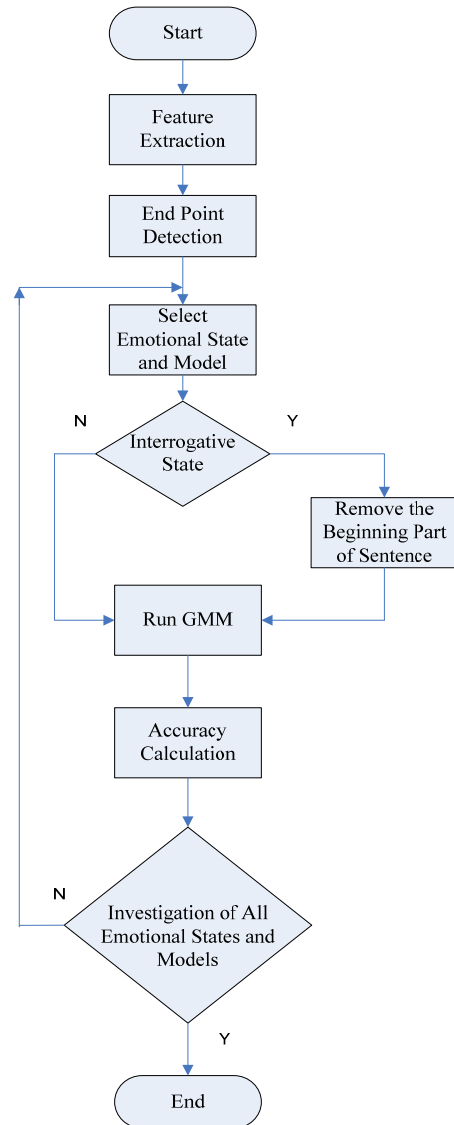 Start
Feature
Extraction
End Point
Detection
Select
Emotional State
and Model
N
Y
Interrogative
State
Remove the
Beginning Part
of Sentence
Run GMM
Accuracy
Calculation
N
Investigation of All
Emotional States and
Models
Y
End